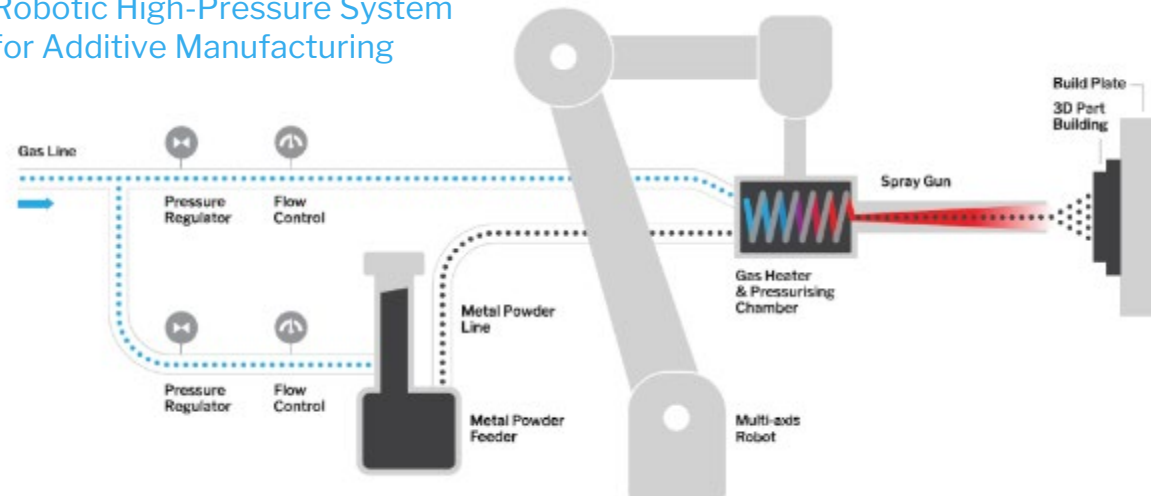 Robotic High-Pressure System
for Additive Manufacturing
Build Plate
3D Part
Building
Gas Line
Spray Gun
Pressure
Regulator
Flow
Control
Gas Heater
& Pressurising
Chamber
Metal Powder
Line
Pressure
Regulator
Flow
Control
Metal Powder
Feeder
Multi-axis
Robot